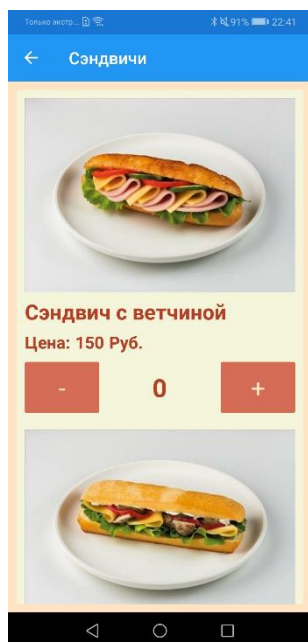 Только экстр... 91% 22:41
Сэндвичи
Сэндвич с ветчиной
Цена: 150 Руб.
- 0 +